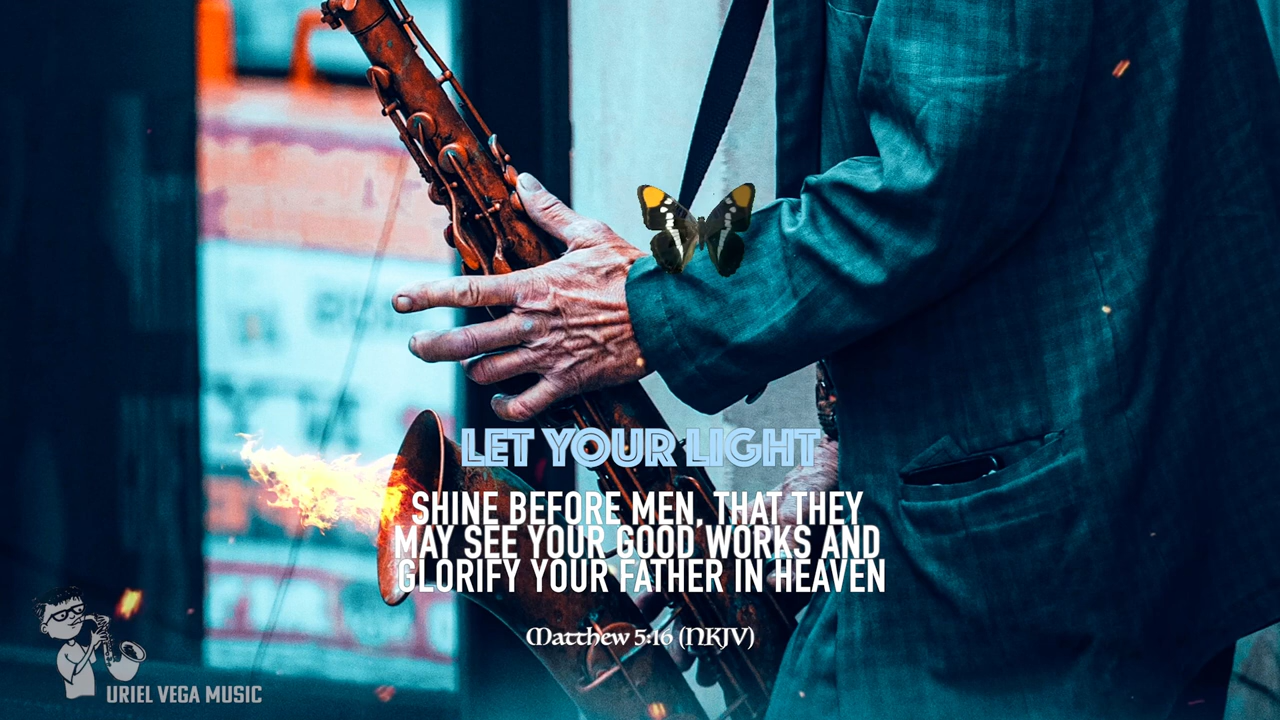 LET YOUR LIGHT
SHINE BEFORE MEN, THAT THEY
MAY SEE YOUR GOOD WORKS AND
GLORIFY YOUR FATHER IN HEAVEN
Matthew 5:16 (NKJV)
URIEL VEGA MUSIC